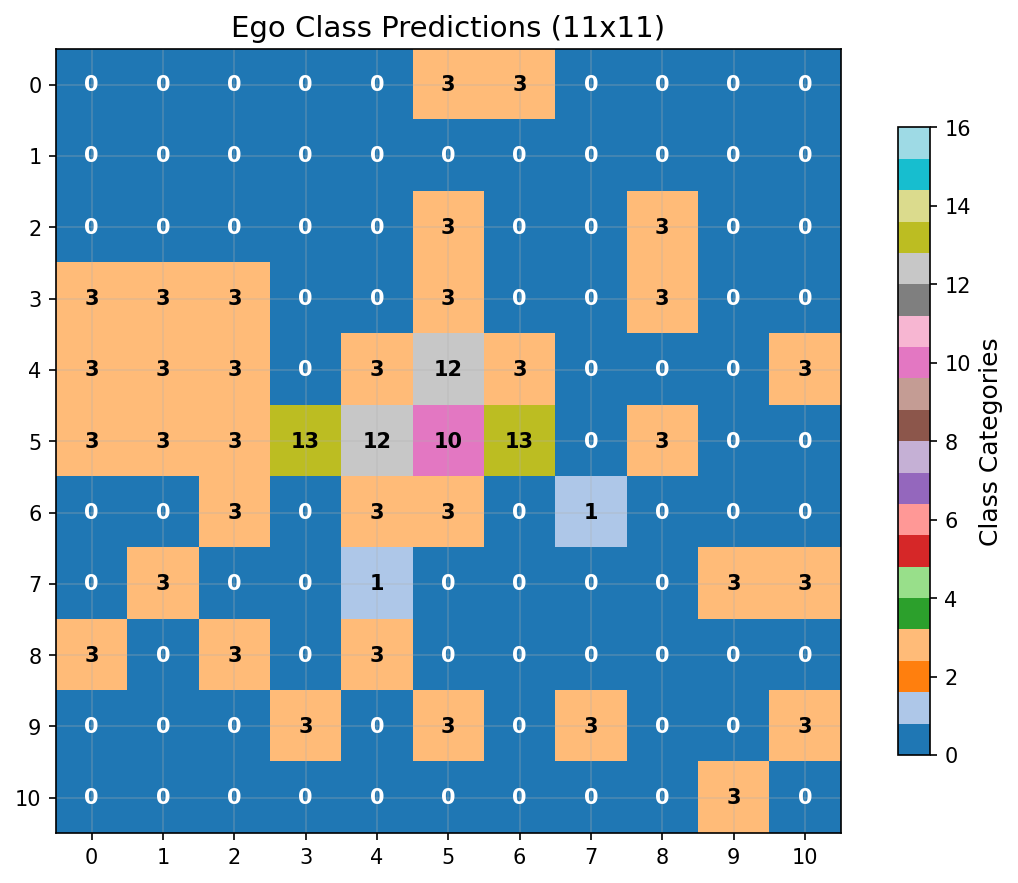 Ego Class Predictions (11x11)
0 0 0 0 0 0 3 3 0 0 0 0
1 0 0 0 0 0 0 0 0 0 0 0
2 0 0 0 0 0 3 0 0 3 0 0
3 3 3 3 0 0 3 0 0 3 0 0
4 3 3 3 0 3 12 3 0 0 0 3
5 3 3 3 13 12 10 13 0 3 0 0
6 0 0 3 0 3 3 0 1 0 0 0
7 0 3 0 0 1 0 0 0 0 3 3
8 3 0 3 0 3 0 0 0 0 0 0
9 0 0 0 3 0 3 0 3 0 0 3
10 0 0 0 0 0 0 0 0 0 3 0
0 1 2 3 4 5 6 7 8 9 10
16
14
12
10
8
6
4
2
0
Class Categories